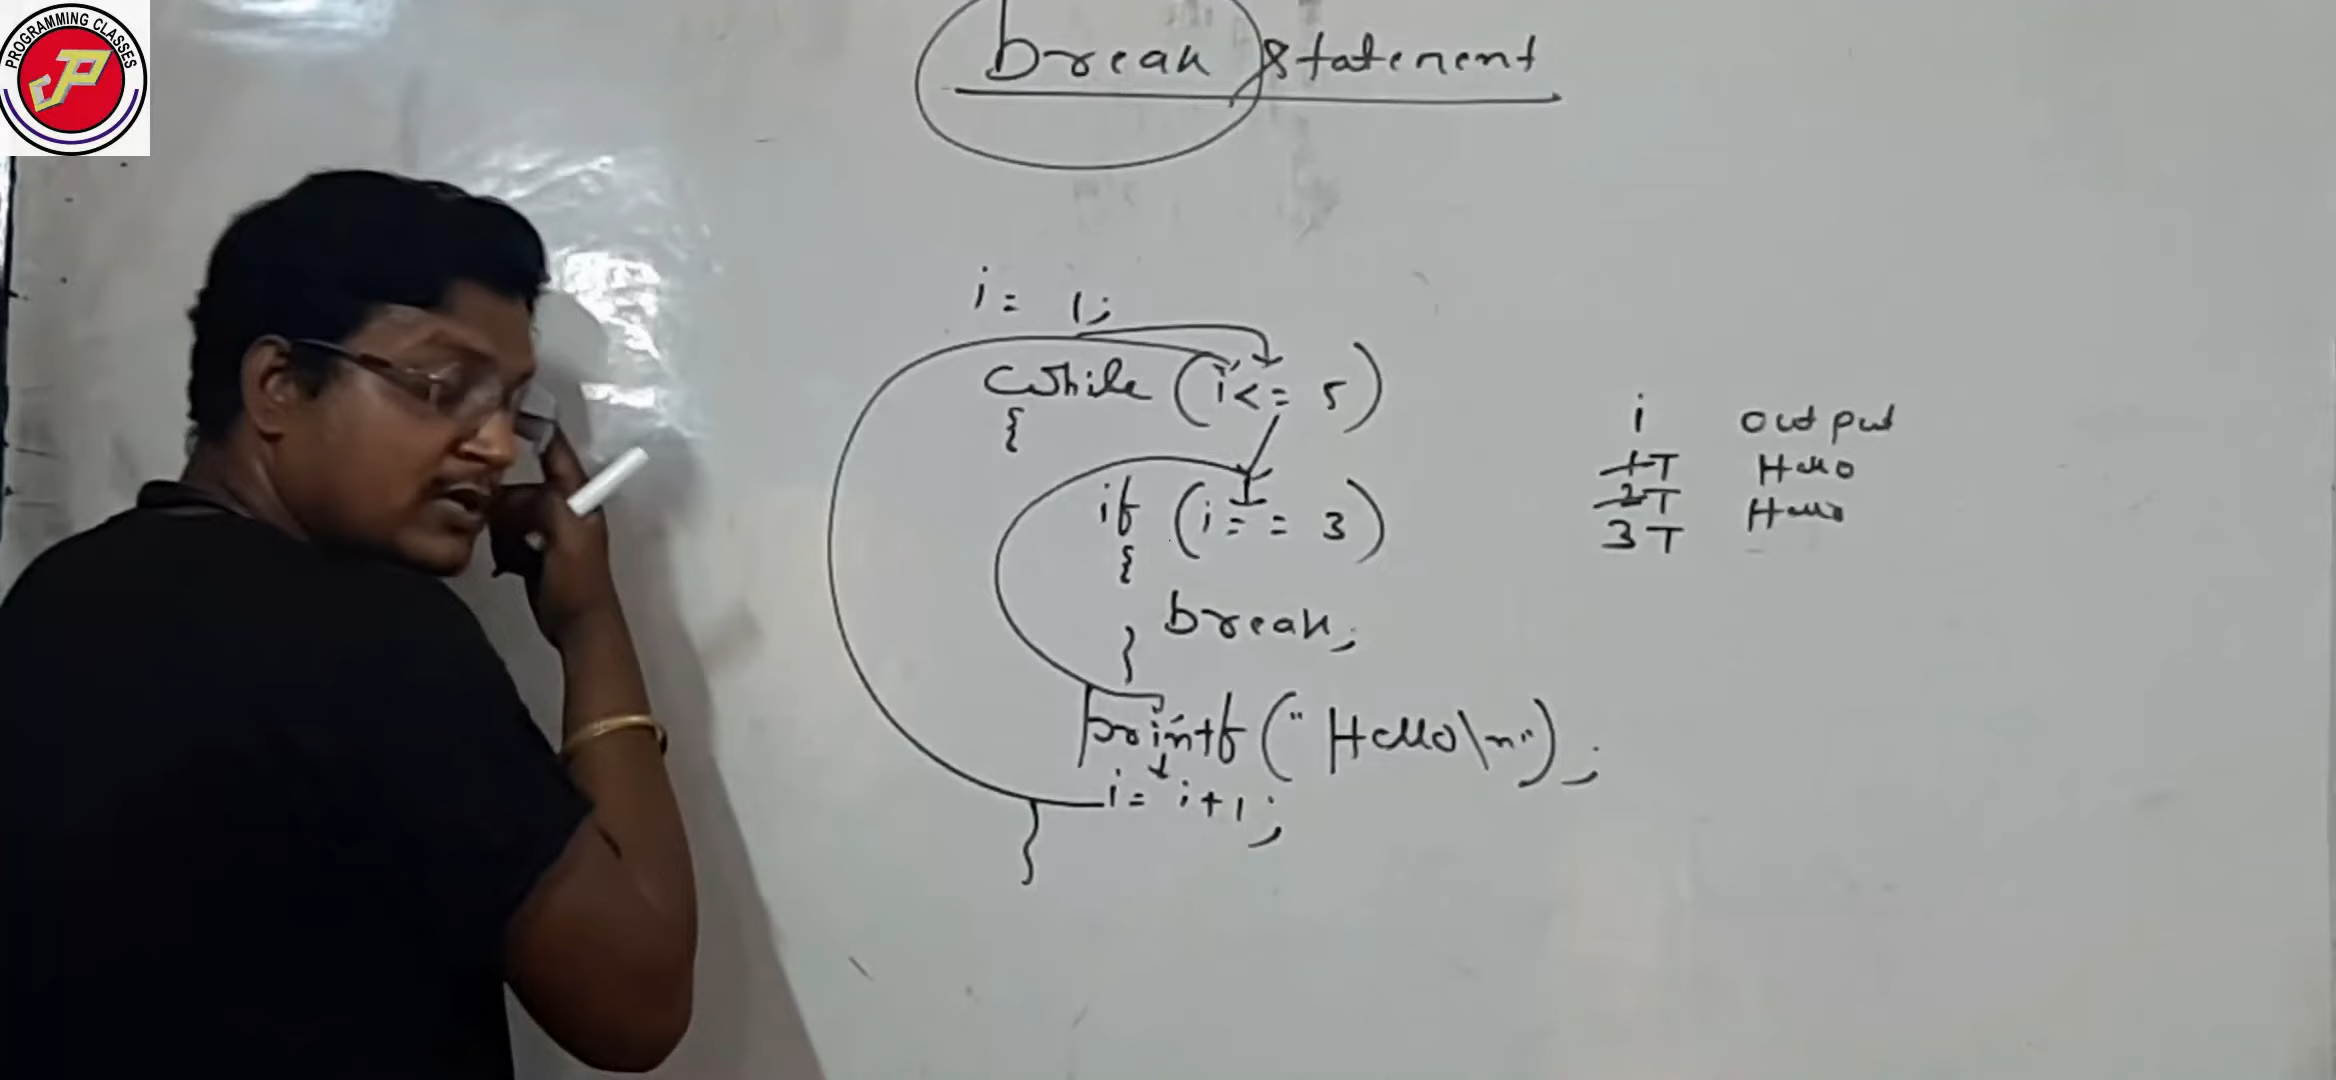 PROGRAMMING CLASSES
JP
break statement
i = 1;
while (i <= 5)
{
if (i == 3)
{
break;
}
printf("Hello\n");
i = i+1;
}
i output
1T Hello
2T Hello
3T